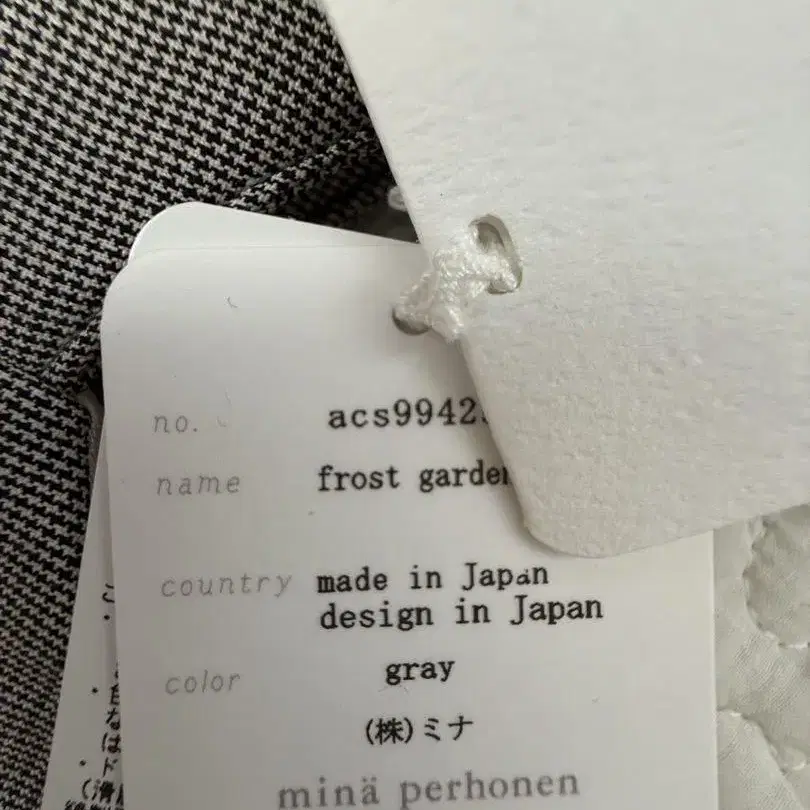 no. acs9942
name frost garden
country made in Japan
design in Japan
color gray
(株)ミナ
minä perhonen